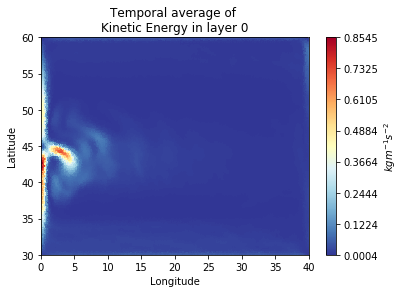 Temporal average of
Kinetic Energy in layer 0
60
55
50
45
40
35
30
Latitude
0 5 10 15 20 25 30 35 40
Longitude
0.8545
0.7325
0.6105
0.4884
0.3664
0.2444
0.1224
0.0004
kgm⁻¹s⁻²